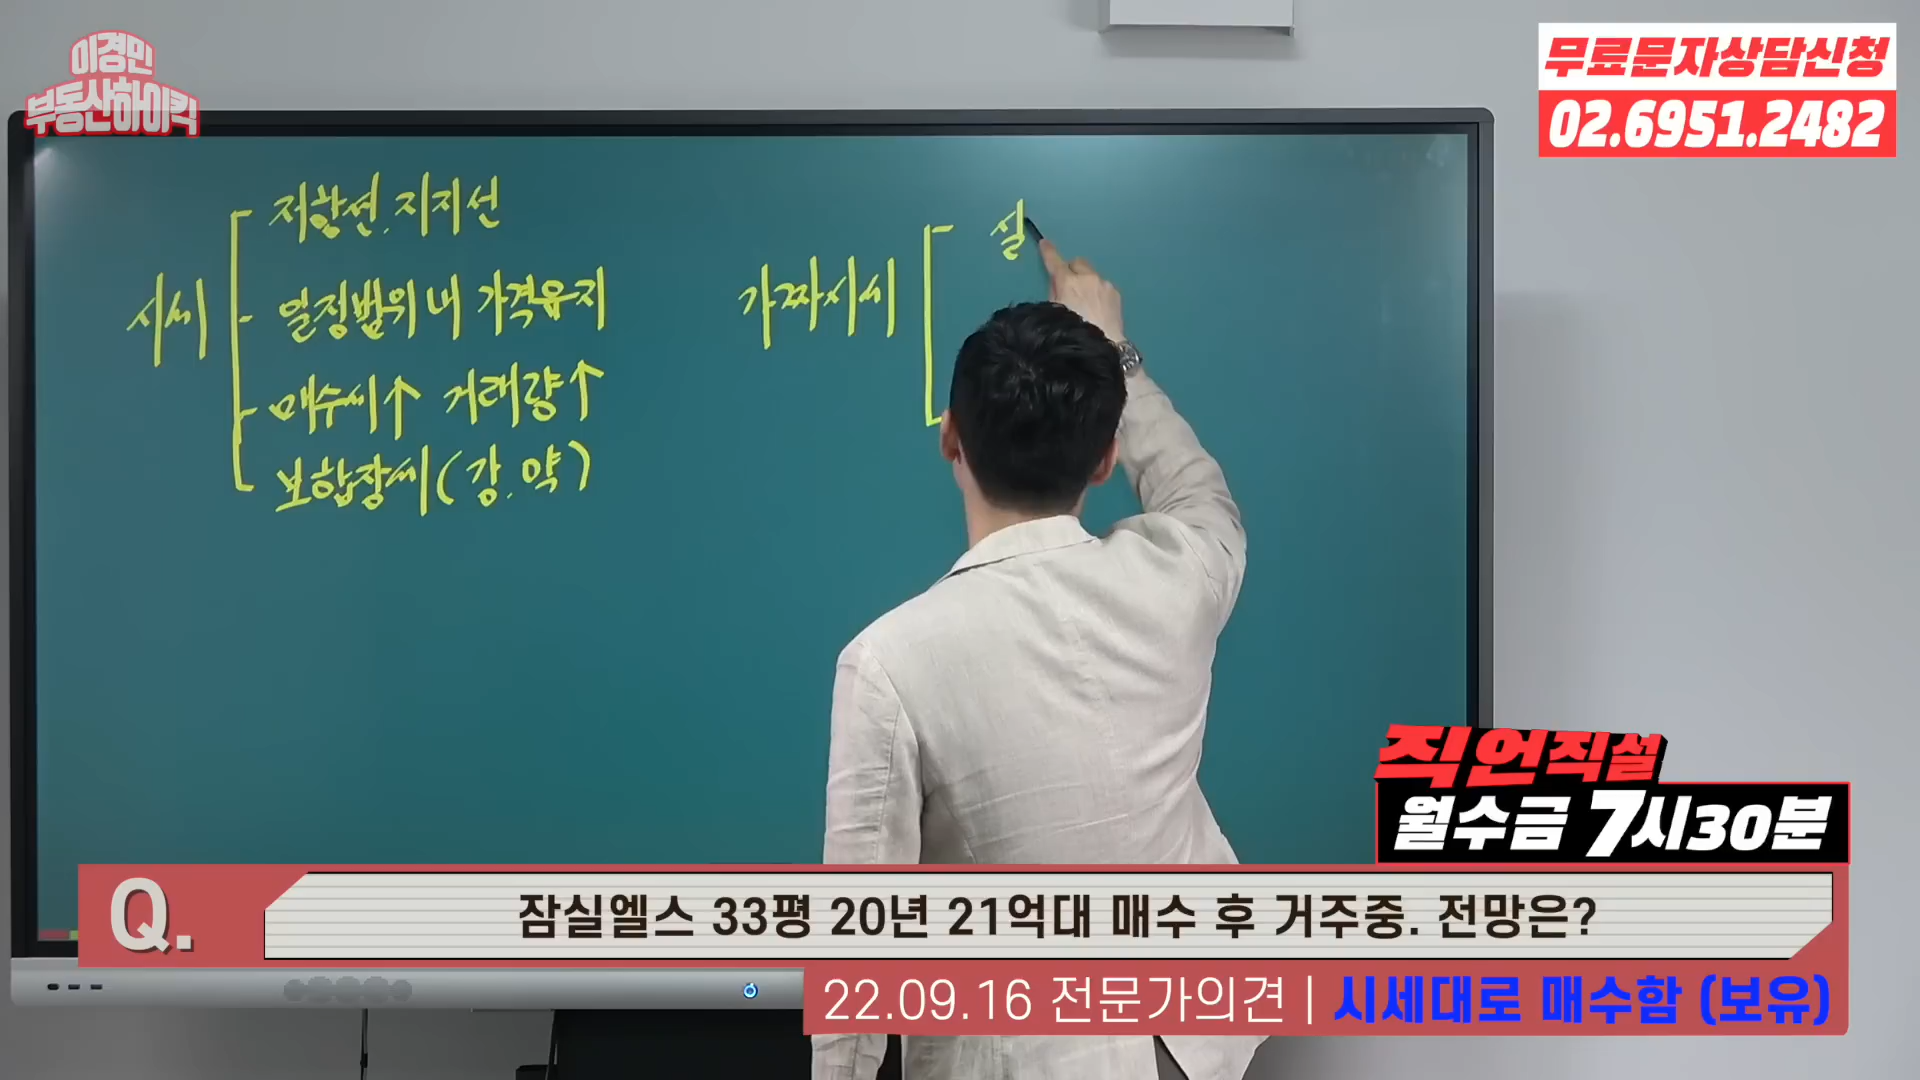 이경민
부동산하이킥
무료문자상담신청
02.6951.2482
시세
저항선. 지지선
일정범위 내 가격유지
매수세↑ 거래량↑
보합장세 (강. 약)
가짜시세
실
직언직설
월수금 7시30분
Q.
잠실엘스 33평 20년 21억대 매수 후 거주중. 전망은?
22.09.16 전문가의견 | 시세대로 매수함 (보유)